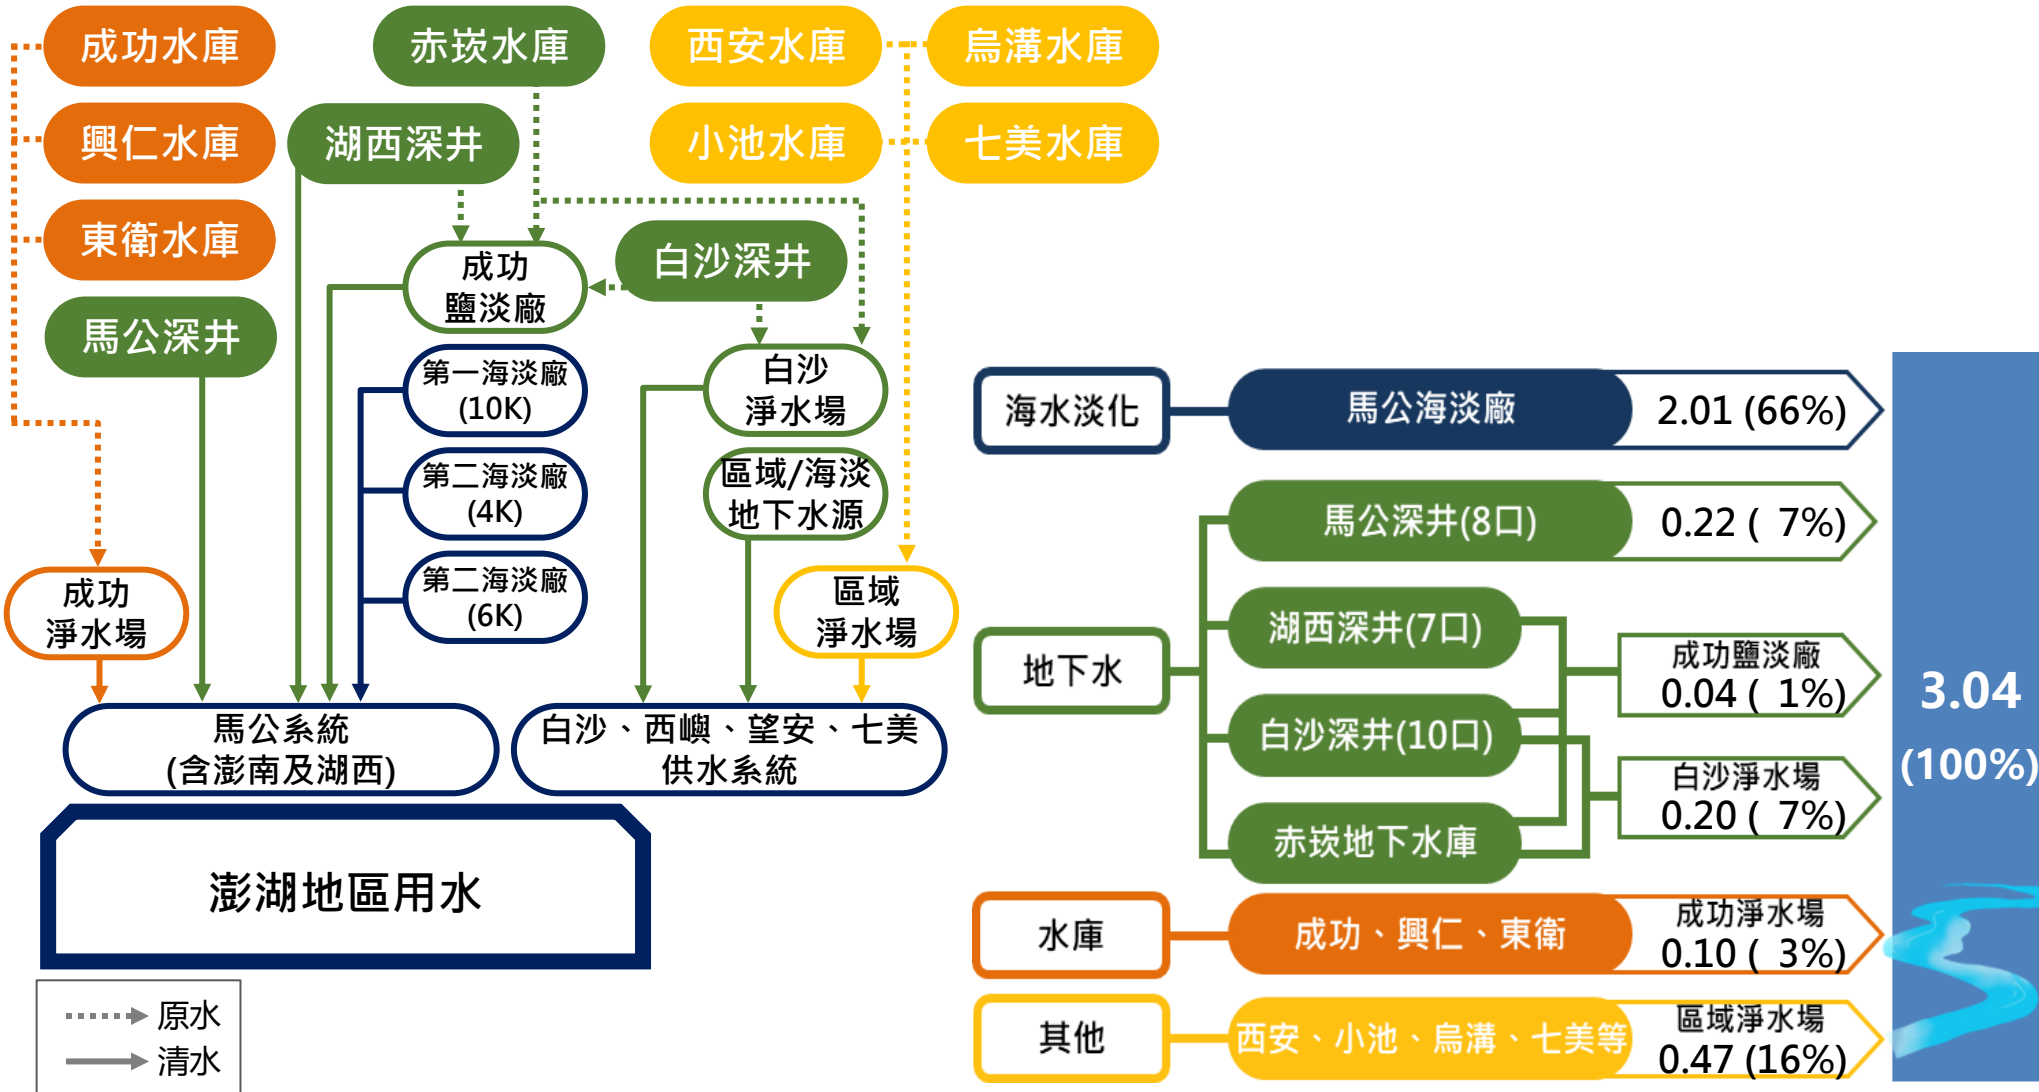 成功水庫
赤崁水庫
西安水庫
烏溝水庫
興仁水庫
湖西深井
小池水庫
七美水庫
東衛水庫
白沙深井
成功
鹽淡廠
馬公深井
第一海淡廠
(10K)
白沙
淨水場
第二海淡廠
(4K)
區域/海淡
地下水源
第二海淡廠
(6K)
成功
淨水場
區域
淨水場
馬公系統
(含澎南及湖西)
白沙、西嶼、望安、七美
供水系統
澎湖地區用水
原水
清水
海水淡化
馬公海淡廠
2.01 (66%)
馬公深井(8口)
0.22 ( 7%)
地下水
湖西深井(7口)
成功鹽淡廠
0.04 ( 1%)
白沙深井(10口)
白沙淨水場
0.20 ( 7%)
赤崁地下水庫
水庫
成功、興仁、東衛
成功淨水場
0.10 ( 3%)
其他
西安、小池、烏溝、七美等
區域淨水場
0.47 (16%)
3.04
(100%)